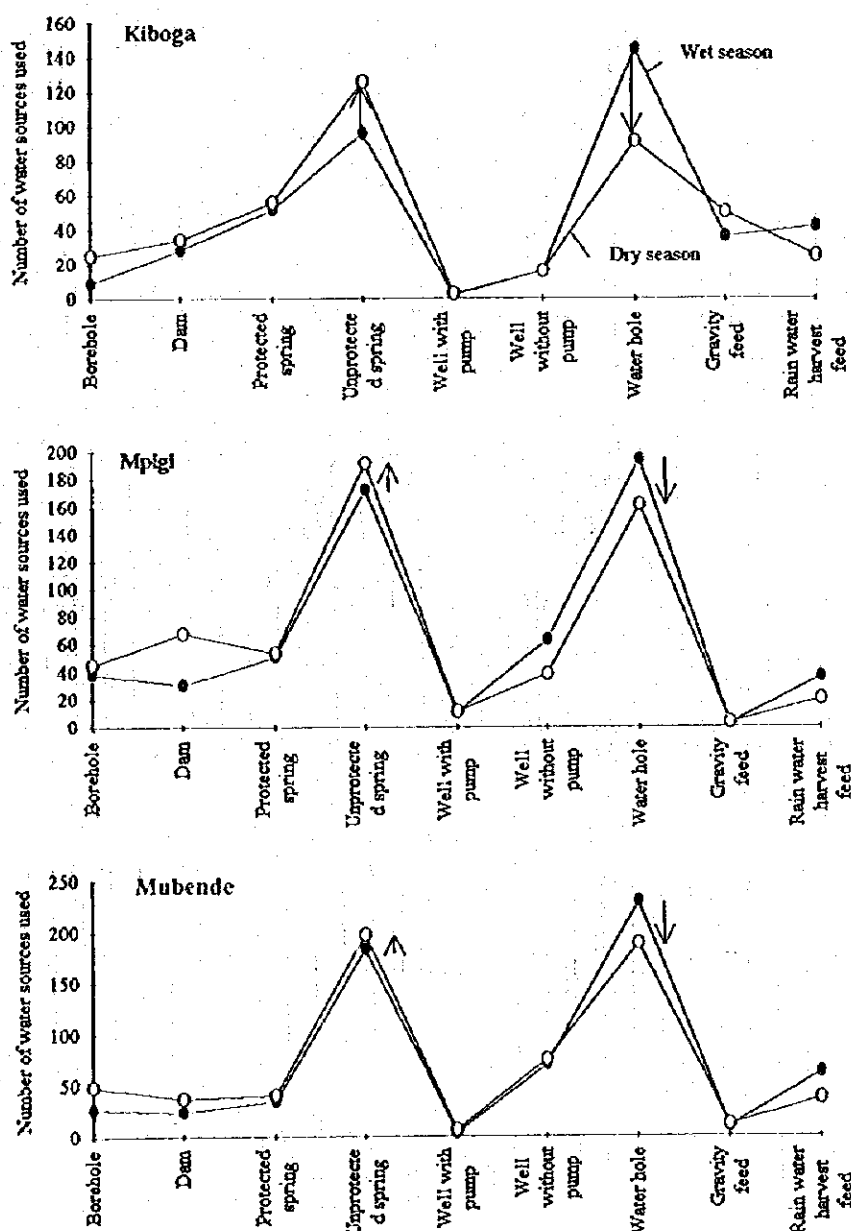 Kiboga
Number of water sources used
160
140
120
100
80
60
40
20
0
Wet season
Dry season
Borehole
Dam
Protected
spring
Unprotecte
d spring
Well with
pump
Well
without
pump
Water hole
Gravity
feed
Rain water
harvest
feed
Mpigi
Number of water sources used
200
180
160
140
120
100
80
60
40
20
0
Borehole
Dam
Protected
spring
Unprotecte
d spring
Well with
pump
Well
without
pump
Water hole
Gravity
feed
Rain water
harvest
feed
Mubende
Number of water sources used
250
200
150
100
50
0
Borehole
Dam
Protected
spring
Unprotecte
d spring
Well with
pump
Well
without
pump
Water hole
Gravity
feed
Rain water
harvest
feed